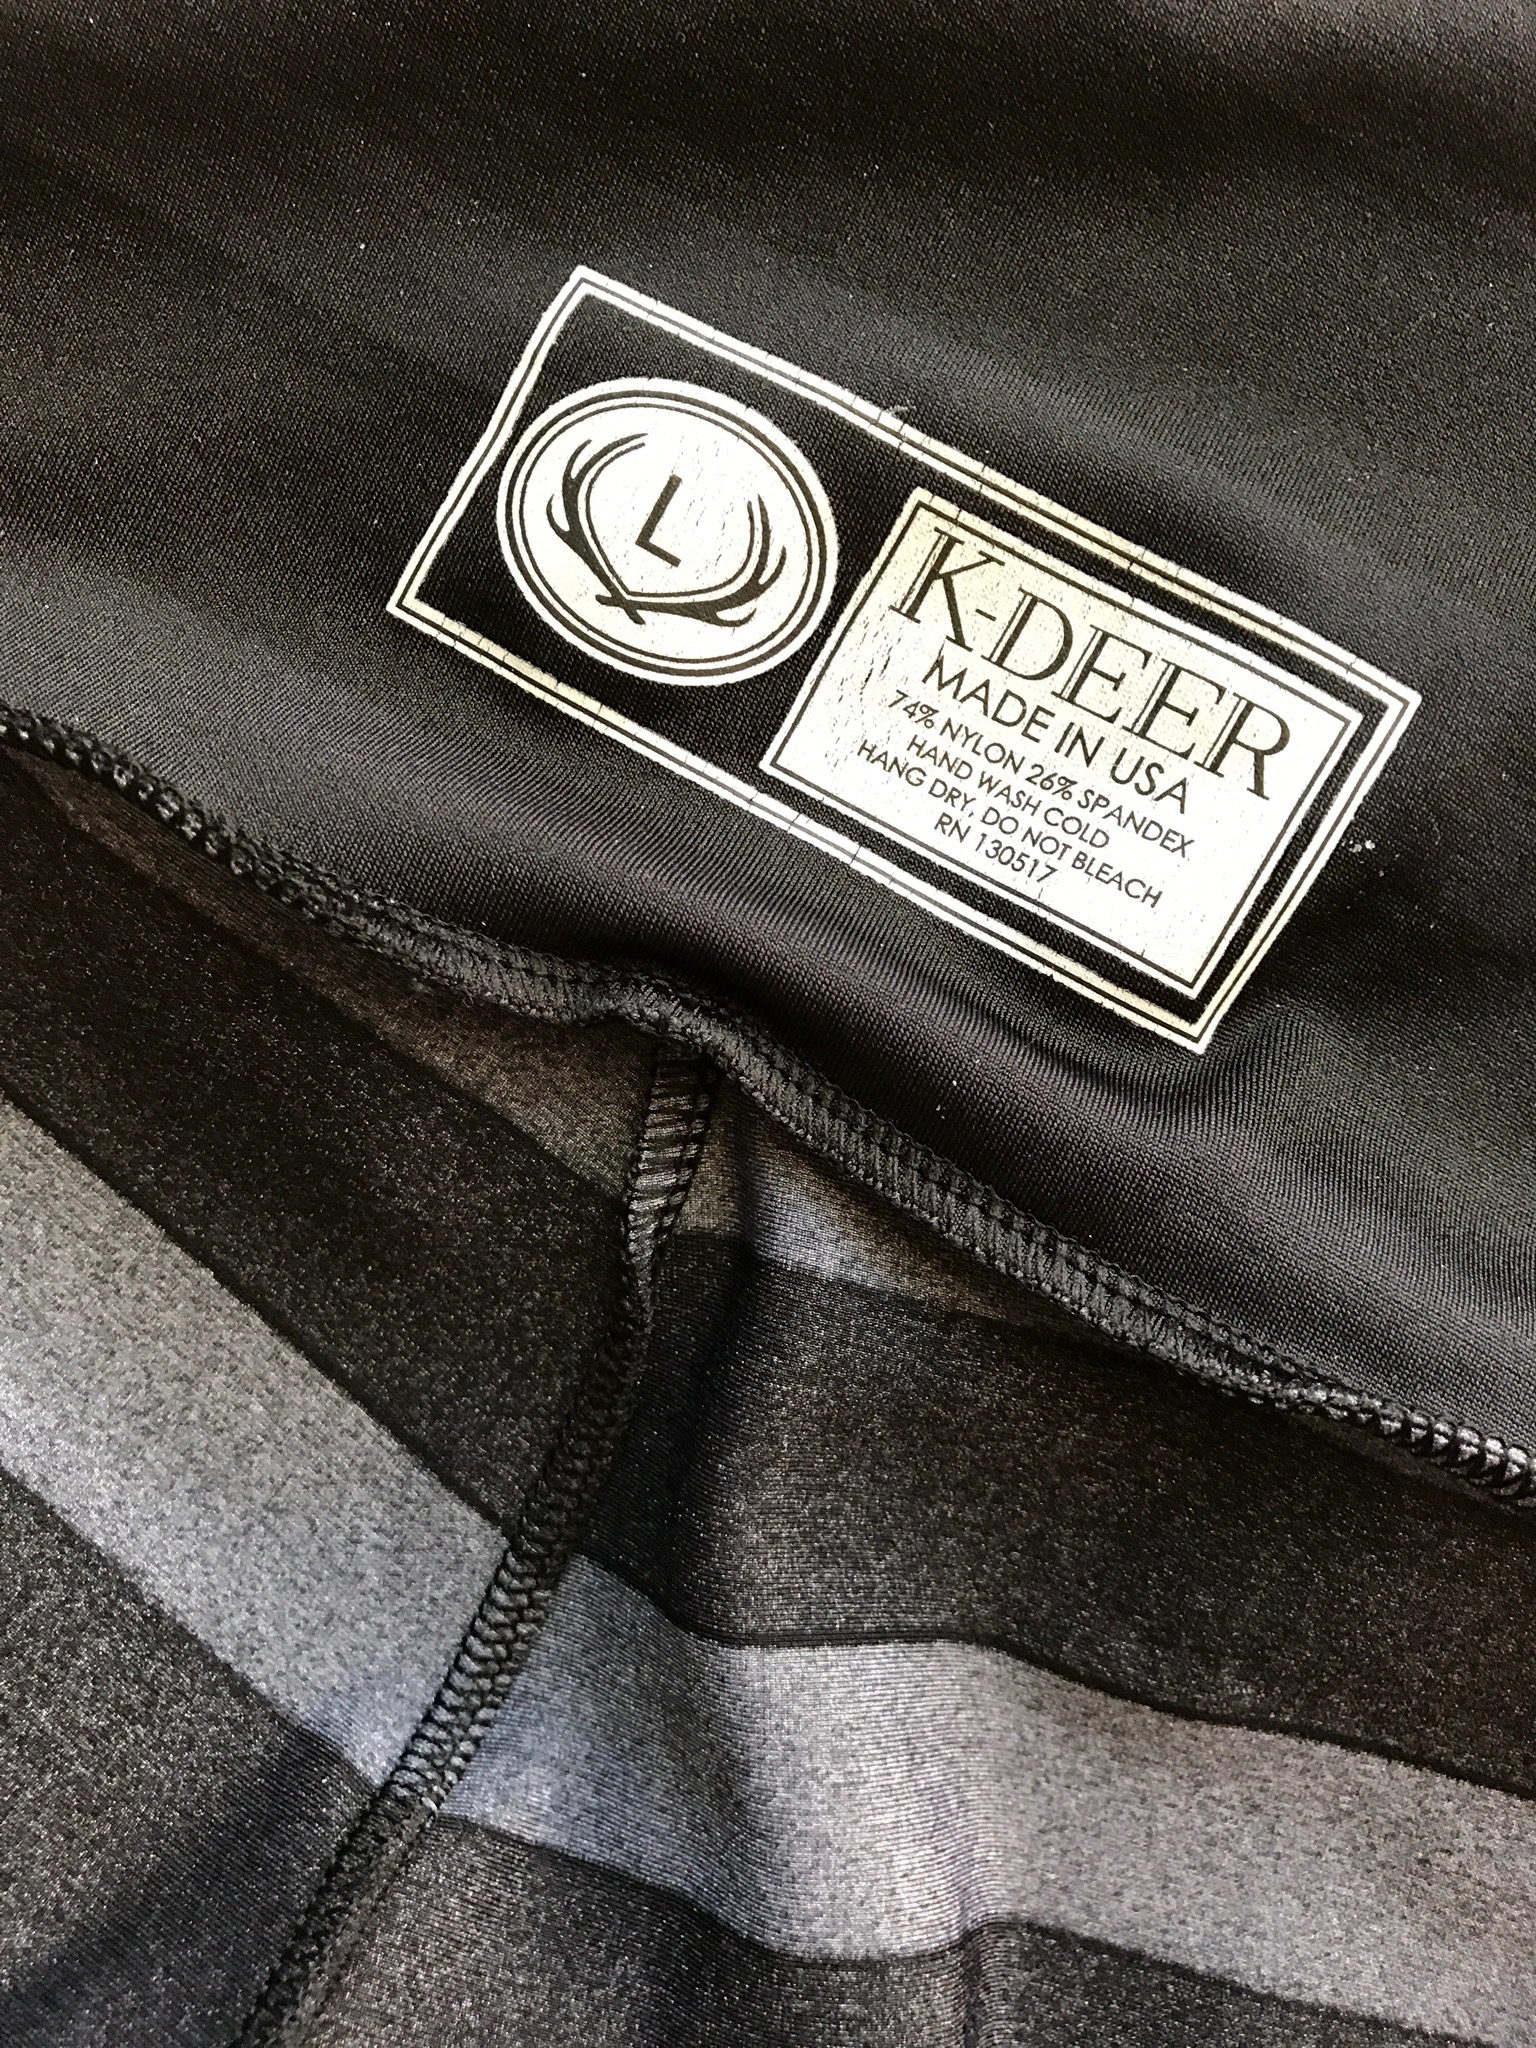 L
K-DEER
MADE IN USA
74% NYLON 26% SPANDEX
HAND WASH COLD
HANG DRY, DO NOT BLEACH
RN 130517